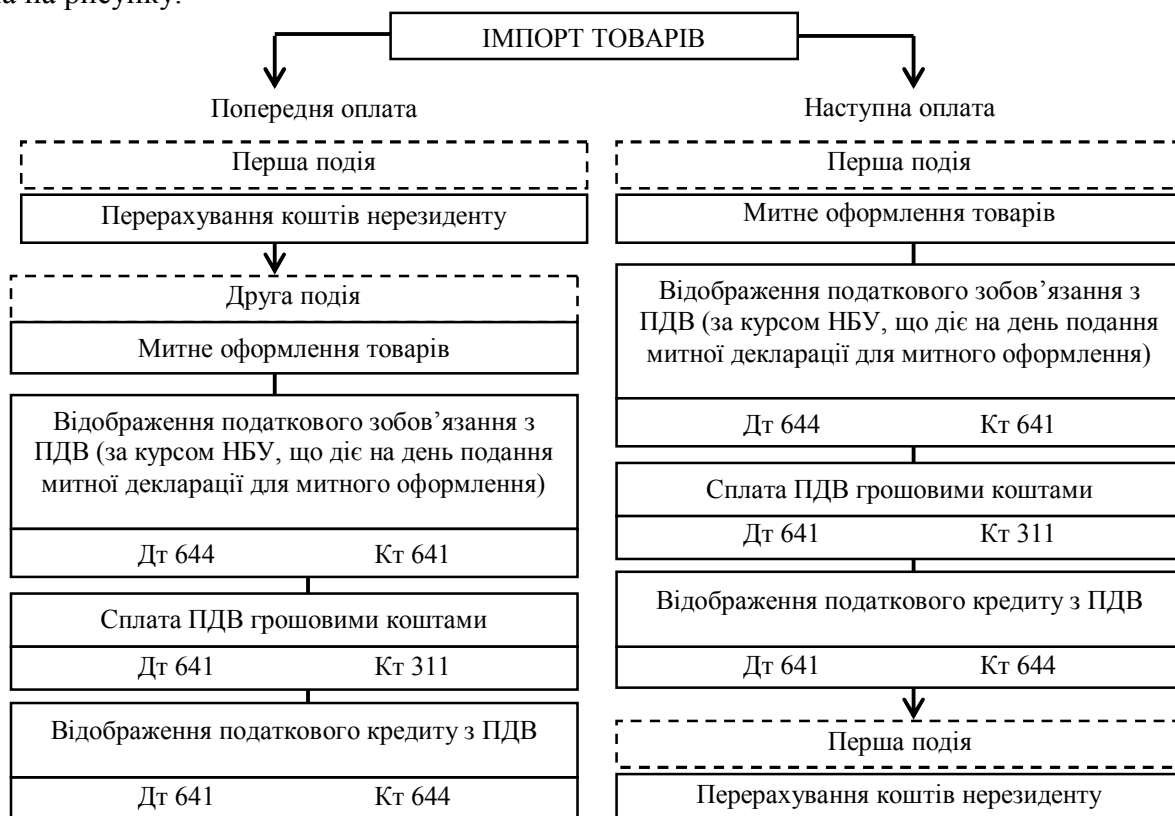 на на рисунку.
ІМПОРТ ТОВАРІВ
Попередня оплата
Перша подія
Перерахування коштів нерезиденту
Друга подія
Митне оформлення товарів
Відображення податкового зобов’язання з
ПДВ (за курсом НБУ, що діє на день подання
митної декларації для митного оформлення)
Дт 644 Кт 641
Сплата ПДВ грошовими коштами
Дт 641 Кт 311
Відображення податкового кредиту з ПДВ
Дт 641 Кт 644
Наступна оплата
Перша подія
Митне оформлення товарів
Відображення податкового зобов’язання з
ПДВ (за курсом НБУ, що діє на день подання
митної декларації для митного оформлення)
Дт 644 Кт 641
Сплата ПДВ грошовими коштами
Дт 641 Кт 311
Відображення податкового кредиту з ПДВ
Дт 641 Кт 644
Перша подія
Перерахування коштів нерезиденту